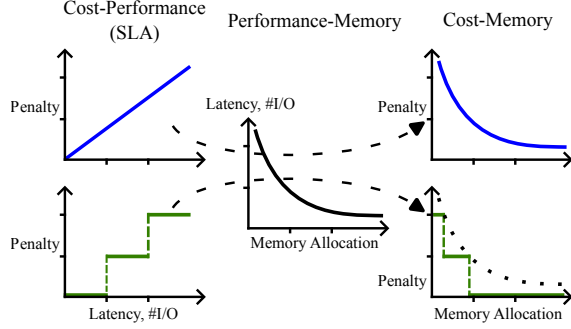 Cost-Performance
(SLA)
Performance-Memory
Cost-Memory
Penalty
Latency, #I/O
Penalty
Memory Allocation
Penalty
Latency, #I/O
Penalty
Memory Allocation